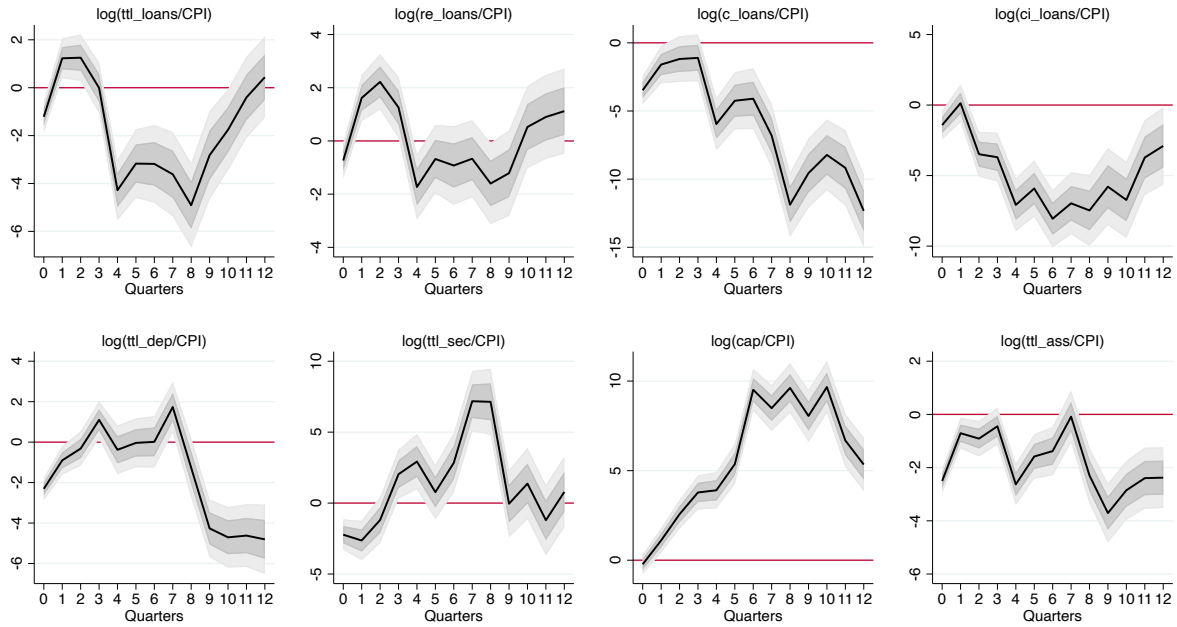 log(ttl_loans/CPI)
2
0
-2
-4
-6
0 1 2 3 4 5 6 7 8 9 10 11 12
Quarters
log(re_loans/CPI)
4
2
0
-2
-4
0 1 2 3 4 5 6 7 8 9 10 11 12
Quarters
log(c_loans/CPI)
0
-5
-10
-15
0 1 2 3 4 5 6 7 8 9 10 11 12
Quarters
log(ci_loans/CPI)
5
0
-5
-10
0 1 2 3 4 5 6 7 8 9 10 11 12
Quarters
log(ttl_dep/CPI)
4
2
0
-2
-4
-6
0 1 2 3 4 5 6 7 8 9 10 11 12
Quarters
log(ttl_sec/CPI)
10
5
0
-5
0 1 2 3 4 5 6 7 8 9 10 11 12
Quarters
log(cap/CPI)
10
5
0
0 1 2 3 4 5 6 7 8 9 10 11 12
Quarters
log(ttl_ass/CPI)
2
0
-2
-4
-6
0 1 2 3 4 5 6 7 8 9 10 11 12
Quarters